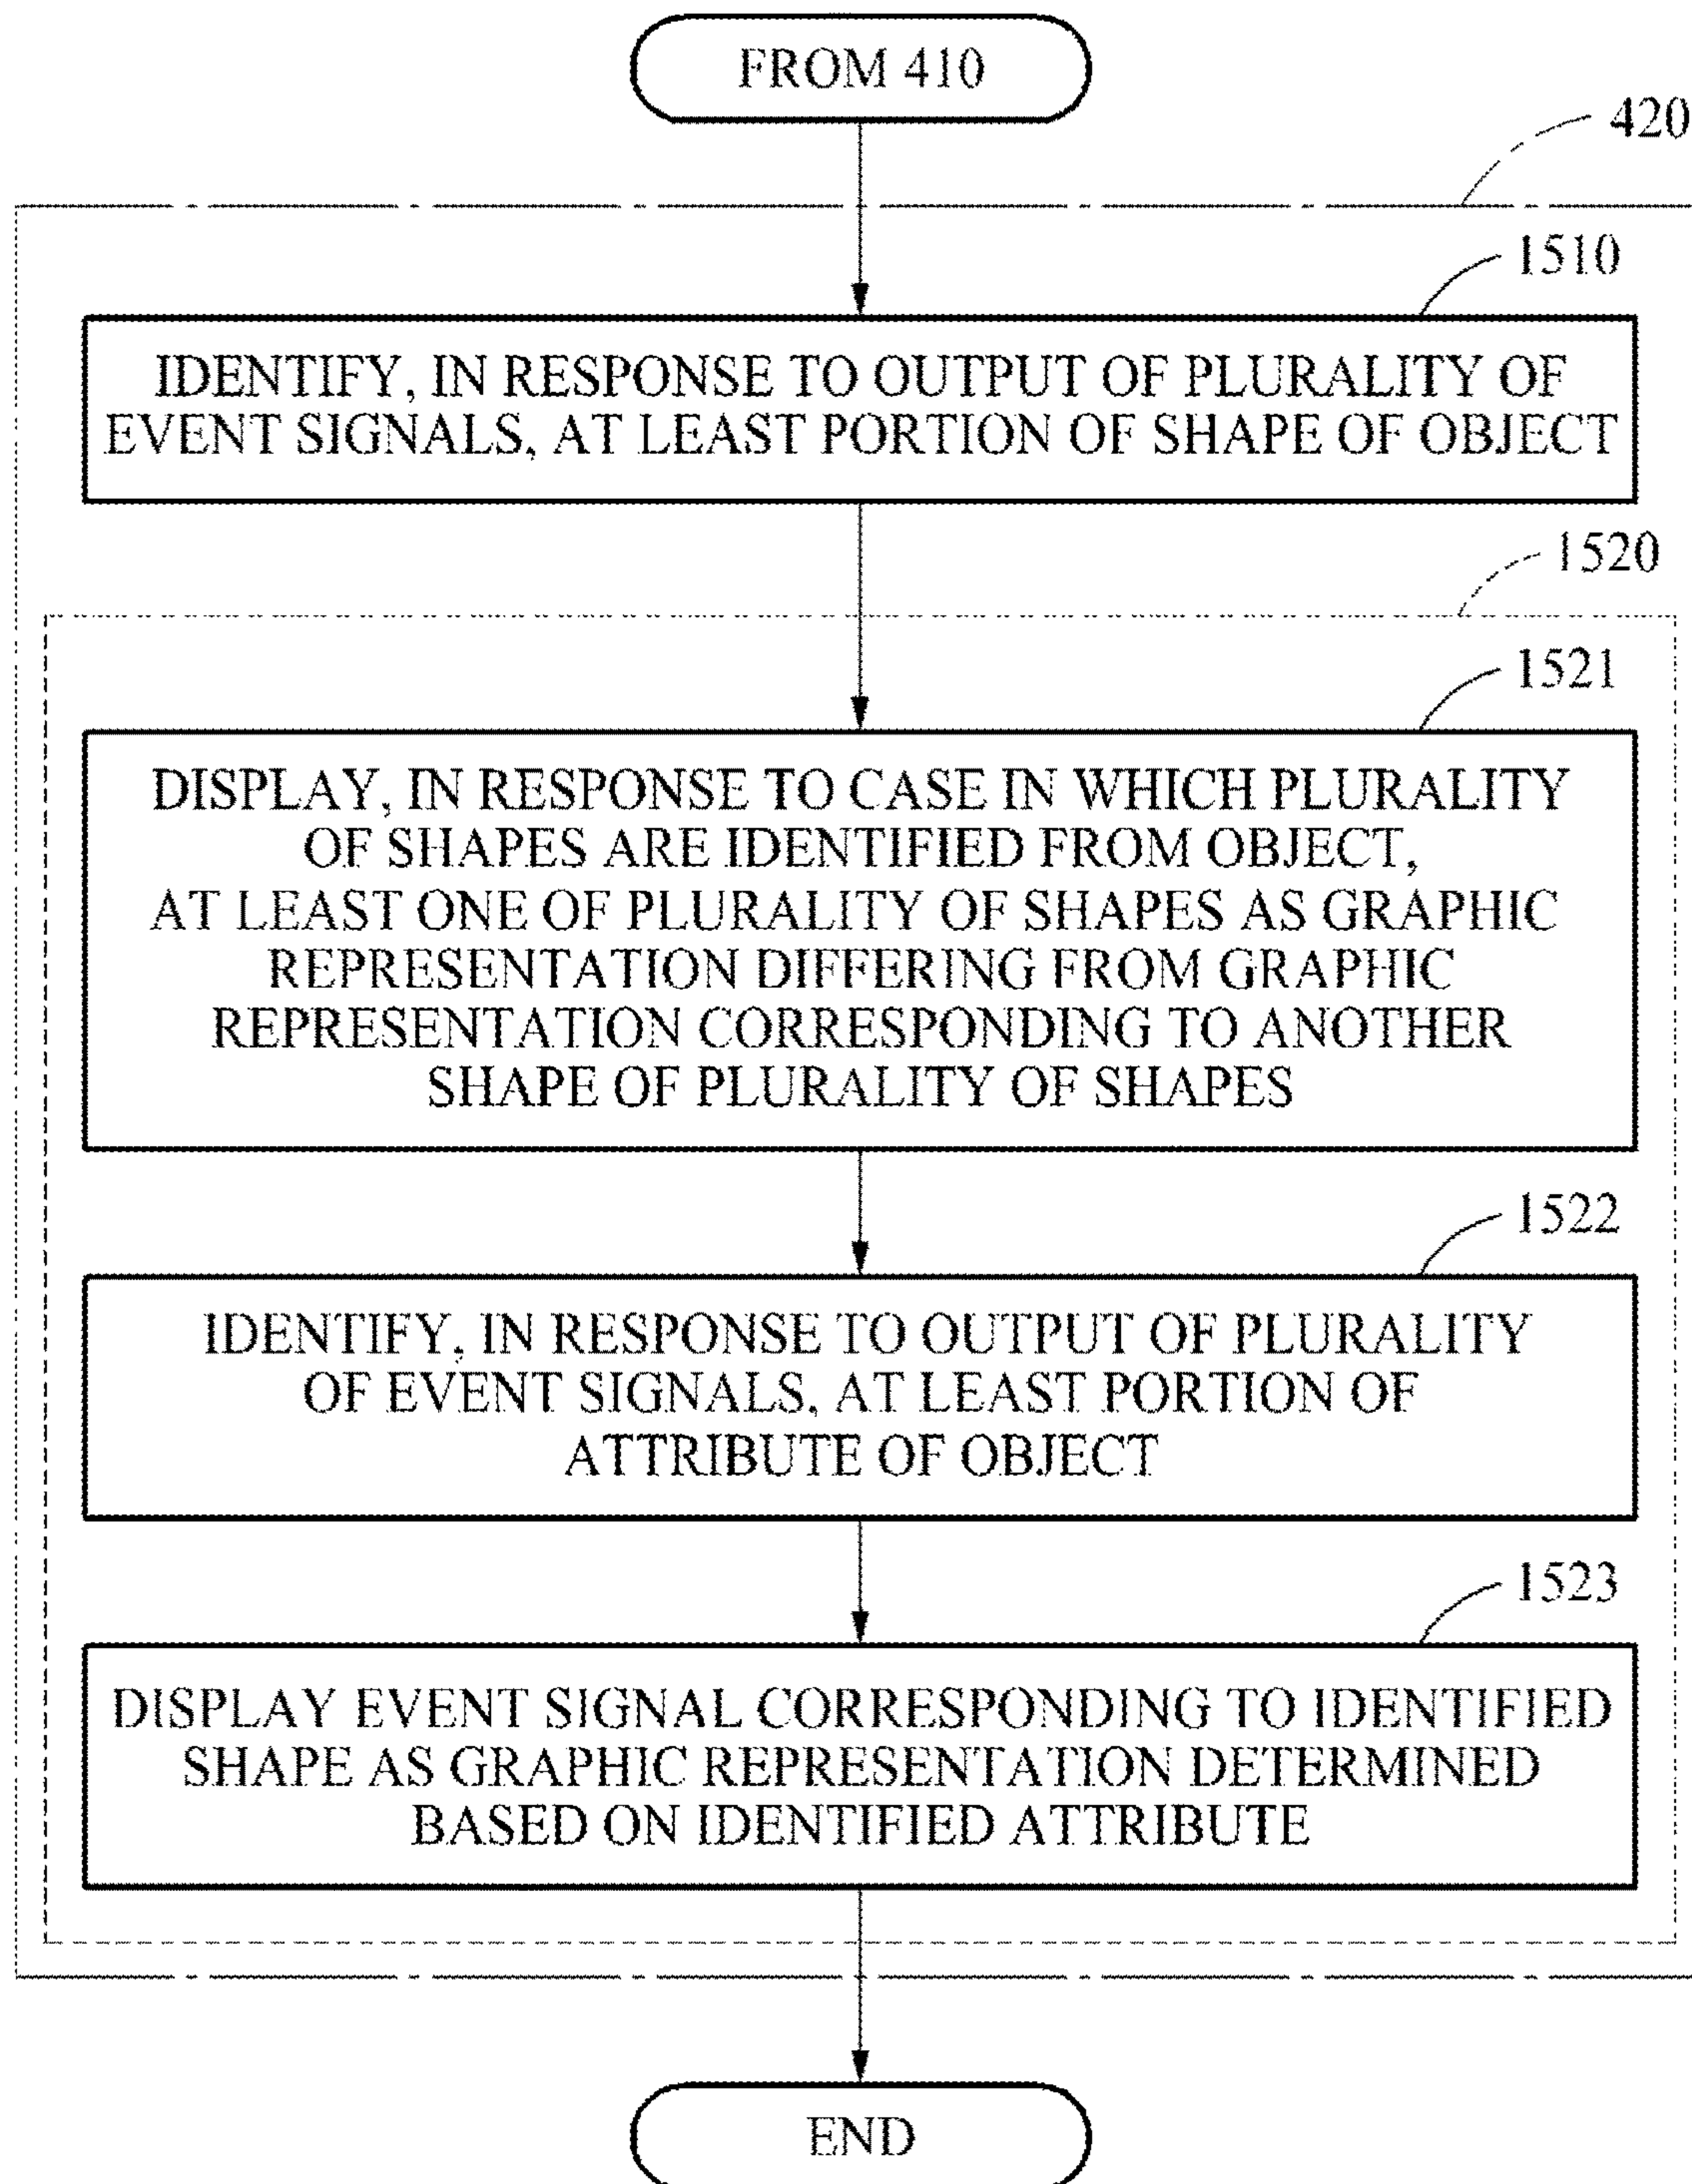 FROM 410
420
1510
IDENTIFY, IN RESPONSE TO OUTPUT OF PLURALITY OF
EVENT SIGNALS, AT LEAST PORTION OF SHAPE OF OBJECT
1520
1521
DISPLAY, IN RESPONSE TO CASE IN WHICH PLURALITY
OF SHAPES ARE IDENTIFIED FROM OBJECT,
AT LEAST ONE OF PLURALITY OF SHAPES AS GRAPHIC
REPRESENTATION DIFFERING FROM GRAPHIC
REPRESENTATION CORRESPONDING TO ANOTHER
SHAPE OF PLURALITY OF SHAPES
1522
IDENTIFY, IN RESPONSE TO OUTPUT OF PLURALITY
OF EVENT SIGNALS, AT LEAST PORTION OF
ATTRIBUTE OF OBJECT
1523
DISPLAY EVENT SIGNAL CORRESPONDING TO IDENTIFIED
SHAPE AS GRAPHIC REPRESENTATION DETERMINED
BASED ON IDENTIFIED ATTRIBUTE
END